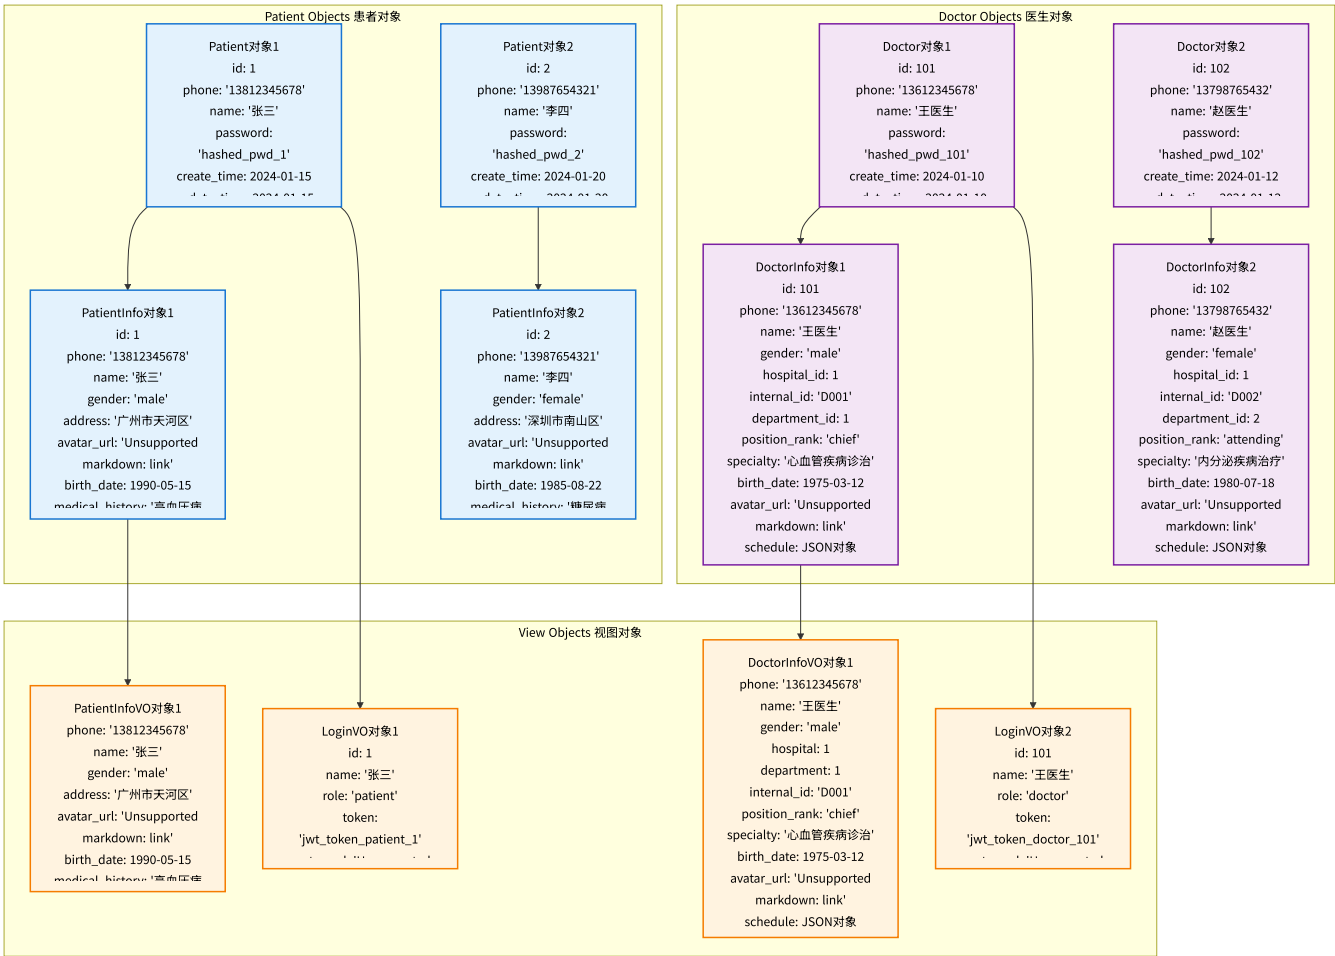 Patient Objects 患者对象
Patient对象1
id: 1
phone: '13812345678'
name: '张三'
password:
'hashed_pwd_1'
create_time: 2024-01-15
Patient对象2
id: 2
phone: '13987654321'
name: '李四'
password:
'hashed_pwd_2'
create_time: 2024-01-20
PatientInfo对象1
id: 1
phone: '13812345678'
name: '张三'
gender: 'male'
address: '广州市天河区'
avatar_url: 'Unsupported
markdown: link'
birth_date: 1990-05-15
medical_history: '高血压病
PatientInfo对象2
id: 2
phone: '13987654321'
name: '李四'
gender: 'female'
address: '深圳市南山区'
avatar_url: 'Unsupported
markdown: link'
birth_date: 1985-08-22
medical_history: '糖尿病
Doctor Objects 医生对象
Doctor对象1
id: 101
phone: '13612345678'
name: '王医生'
password:
'hashed_pwd_101'
create_time: 2024-01-10
Doctor对象2
id: 102
phone: '13798765432'
name: '赵医生'
password:
'hashed_pwd_102'
create_time: 2024-01-12
DoctorInfo对象1
id: 101
phone: '13612345678'
name: '王医生'
gender: 'male'
hospital_id: 1
internal_id: 'D001'
department_id: 1
position_rank: 'chief'
specialty: '心血管疾病诊治'
birth_date: 1975-03-12
avatar_url: 'Unsupported
markdown: link'
schedule: JSON对象
DoctorInfo对象2
id: 102
phone: '13798765432'
name: '赵医生'
gender: 'female'
hospital_id: 1
internal_id: 'D002'
department_id: 2
position_rank: 'attending'
specialty: '内分泌疾病治疗'
birth_date: 1980-07-18
avatar_url: 'Unsupported
markdown: link'
schedule: JSON对象
View Objects 视图对象
PatientInfoVO对象1
phone: '13812345678'
name: '张三'
gender: 'male'
address: '广州市天河区'
avatar_url: 'Unsupported
markdown: link'
birth_date: 1990-05-15
medical_history: '高血压病
LoginVO对象1
id: 1
name: '张三'
role: 'patient'
token:
'jwt_token_patient_1'
DoctorInfoVO对象1
phone: '13612345678'
name: '王医生'
gender: 'male'
hospital: 1
department: 1
internal_id: 'D001'
position_rank: 'chief'
specialty: '心血管疾病诊治'
birth_date: 1975-03-12
avatar_url: 'Unsupported
markdown: link'
schedule: JSON对象
LoginVO对象2
id: 101
name: '王医生'
role: 'doctor'
token:
'jwt_token_doctor_101'